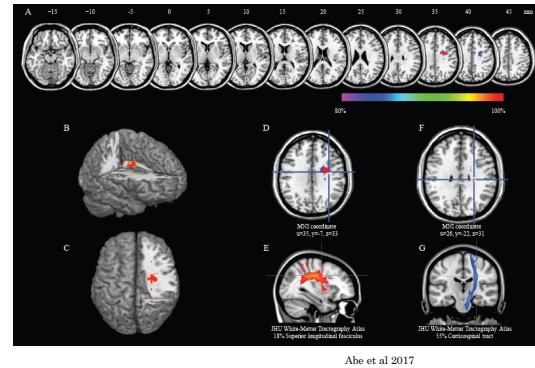 A -15 -10 -5 0 5 10 15 20 25 30 35 40 45 mm
80% 100%
B
D
F
MNI coordinate
x=35, y=-7, z=33
MNI coordinate
x=26, y=-22, z=31
C
E
G
JHU White-Matter Tractography Atlas
18% Superior longitudinal fasciculus
JHU White-Matter Tractography Atlas
55% Corticospinal tract
Abe et al 2017